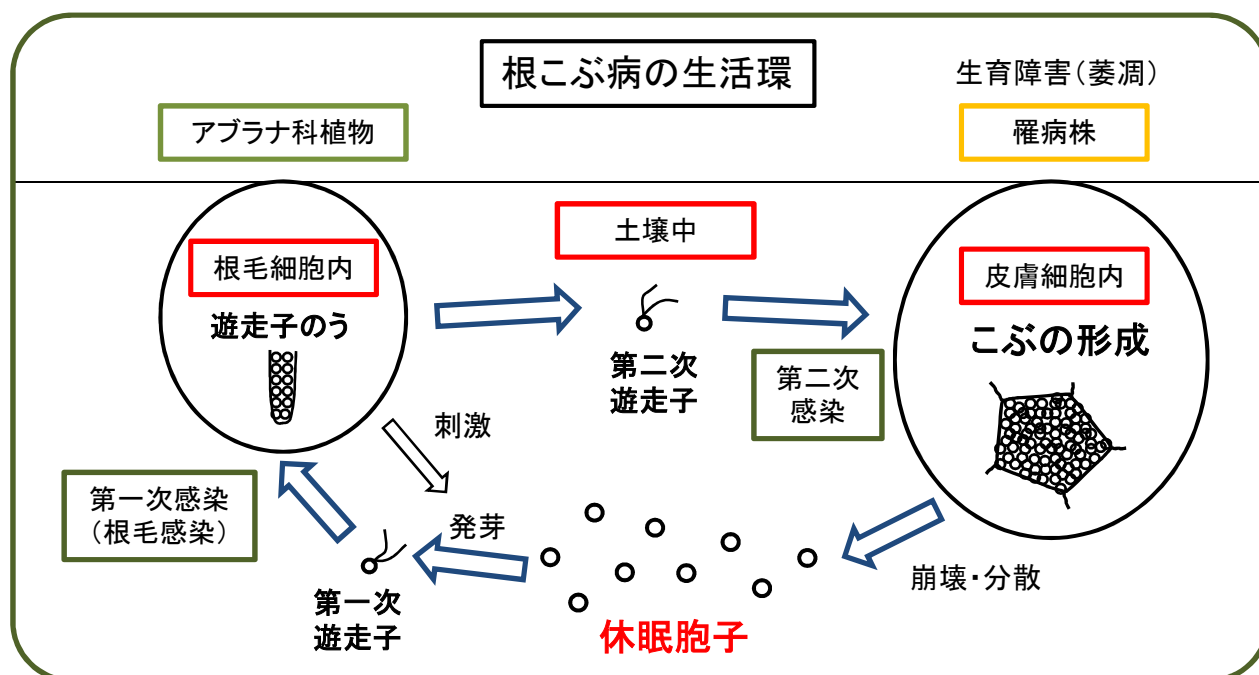 根こぶ病の生活環
生育障害（萎凋）
アブラナ科植物
罹病株
土壌中
根毛細胞内
皮膚細胞内
遊走子のう
こぶの形成
第二次
遊走子
第二次
感染
刺激
第一次感染
（根毛感染）
発芽
崩壊・分散
第一次
遊走子
休眠胞子